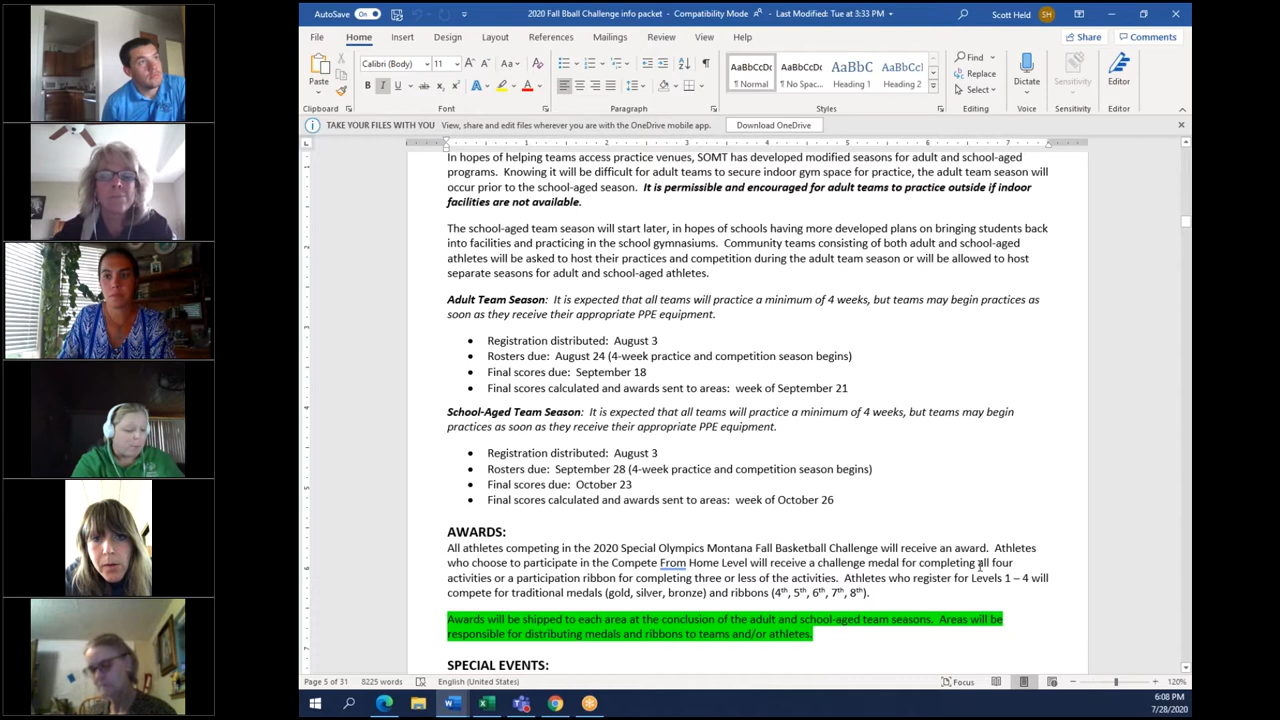 AutoSave On 2020 Fall Bball Challenge info packet - Compatibility Mode • Last Modified: Tue at 3:33 PM Scott Held SH
File Home Insert Design Layout References Mailings Review View Help Share Comments
Paste Calibri (Body) 11 A A Aa A AaBbCcDc AaBbCcDc AaBbC AaBbCcI Find Replace Select Dictate Sensitivity Editor
B I U ab x₂ x² A A ¶ Normal ¶ No Spac... Heading 1 Heading 2
Clipboard Font Paragraph Styles Editing Voice Sensitivity Editor
TAKE YOUR FILES WITH YOU View, share and edit files wherever you are with the OneDrive mobile app. Download OneDrive
1 2 3 4 5 6 7
In hopes of helping teams access practice venues, SOMT has developed modified seasons for adult and school-aged
programs. Knowing it will be difficult for adult teams to secure indoor gym space for practice, the adult team season will
occur prior to the school-aged season. It is permissible and encouraged for adult teams to practice outside if indoor
facilities are not available.
The school-aged team season will start later, in hopes of schools having more developed plans on bringing students back
into facilities and practicing in the school gymnasiums. Community teams consisting of both adult and school-aged
athletes will be asked to host their practices and competition during the adult team season or will be allowed to host
separate seasons for adult and school-aged athletes.
Adult Team Season: It is expected that all teams will practice a minimum of 4 weeks, but teams may begin practices as
soon as they receive their appropriate PPE equipment.
• Registration distributed: August 3
• Rosters due: August 24 (4-week practice and competition season begins)
• Final scores due: September 18
• Final scores calculated and awards sent to areas: week of September 21
School-Aged Team Season: It is expected that all teams will practice a minimum of 4 weeks, but teams may begin
practices as soon as they receive their appropriate PPE equipment.
• Registration distributed: August 3
• Rosters due: September 28 (4-week practice and competition season begins)
• Final scores due: October 23
• Final scores calculated and awards sent to areas: week of October 26
AWARDS:
All athletes competing in the 2020 Special Olympics Montana Fall Basketball Challenge will receive an award. Athletes
who choose to participate in the Compete From Home Level will receive a challenge medal for completing all four
activities or a participation ribbon for completing three or less of the activities. Athletes who register for Levels 1 – 4 will
compete for traditional medals (gold, silver, bronze) and ribbons (4th, 5th, 6th, 7th, 8th).
Awards will be shipped to each area at the conclusion of the adult and school-aged team seasons. Areas will be
responsible for distributing medals and ribbons to teams and/or athletes.
SPECIAL EVENTS:
Page 5 of 31 8225 words English (United States) Focus 120%
6:08 PM
7/28/2020